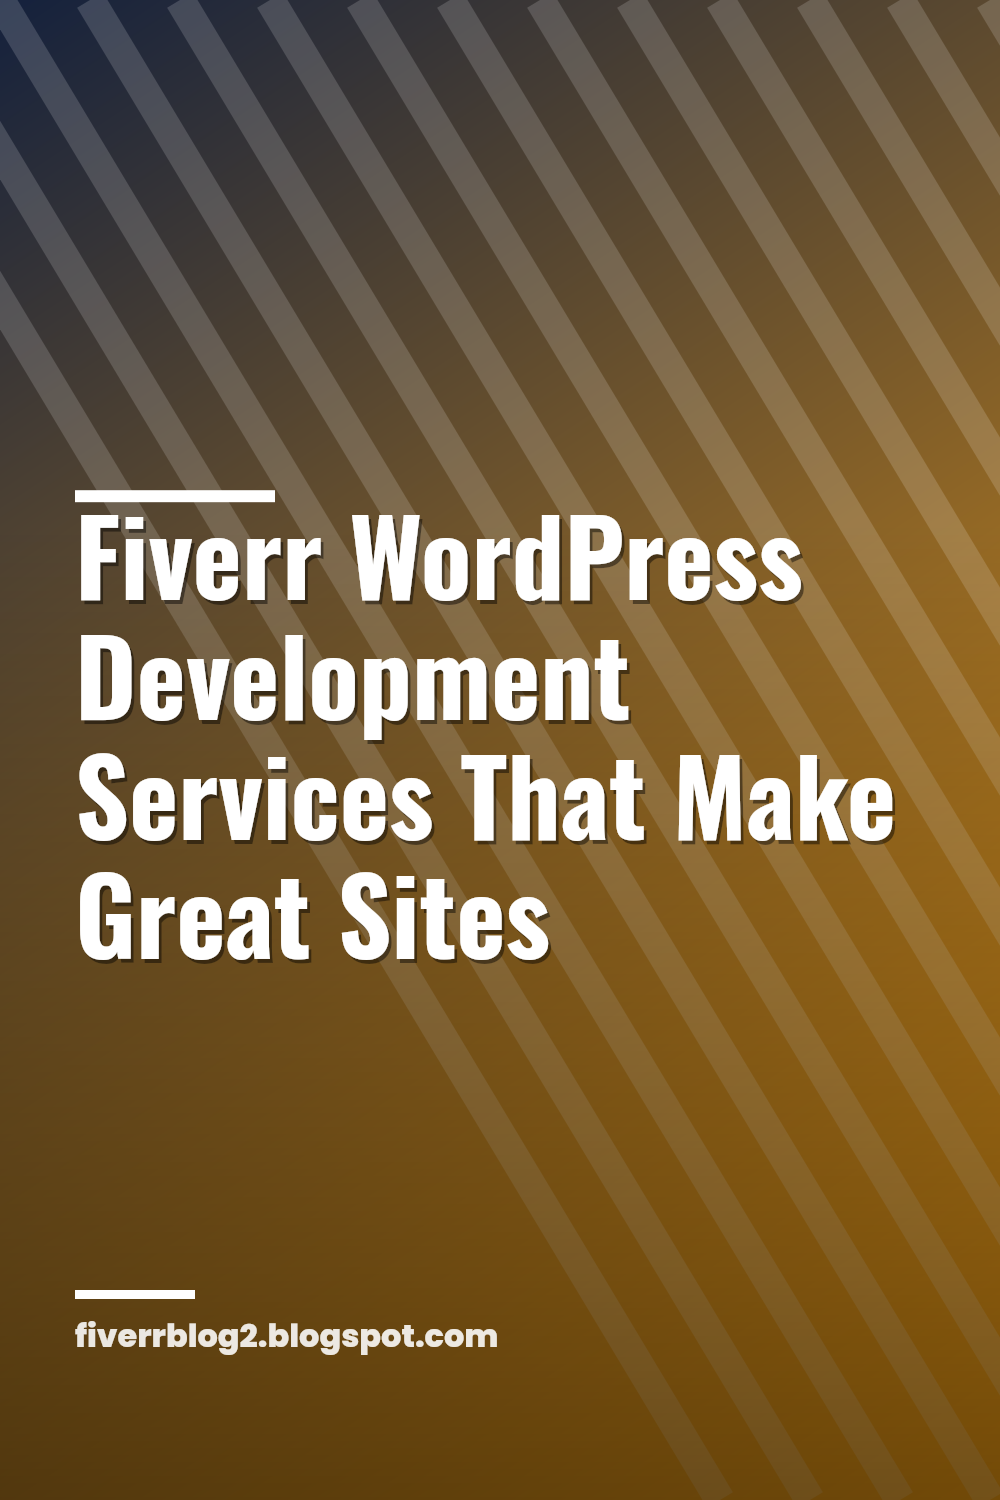 Fiverr WordPress
Development
Services That Make
Great Sites
fiverrblog2.blogspot.com